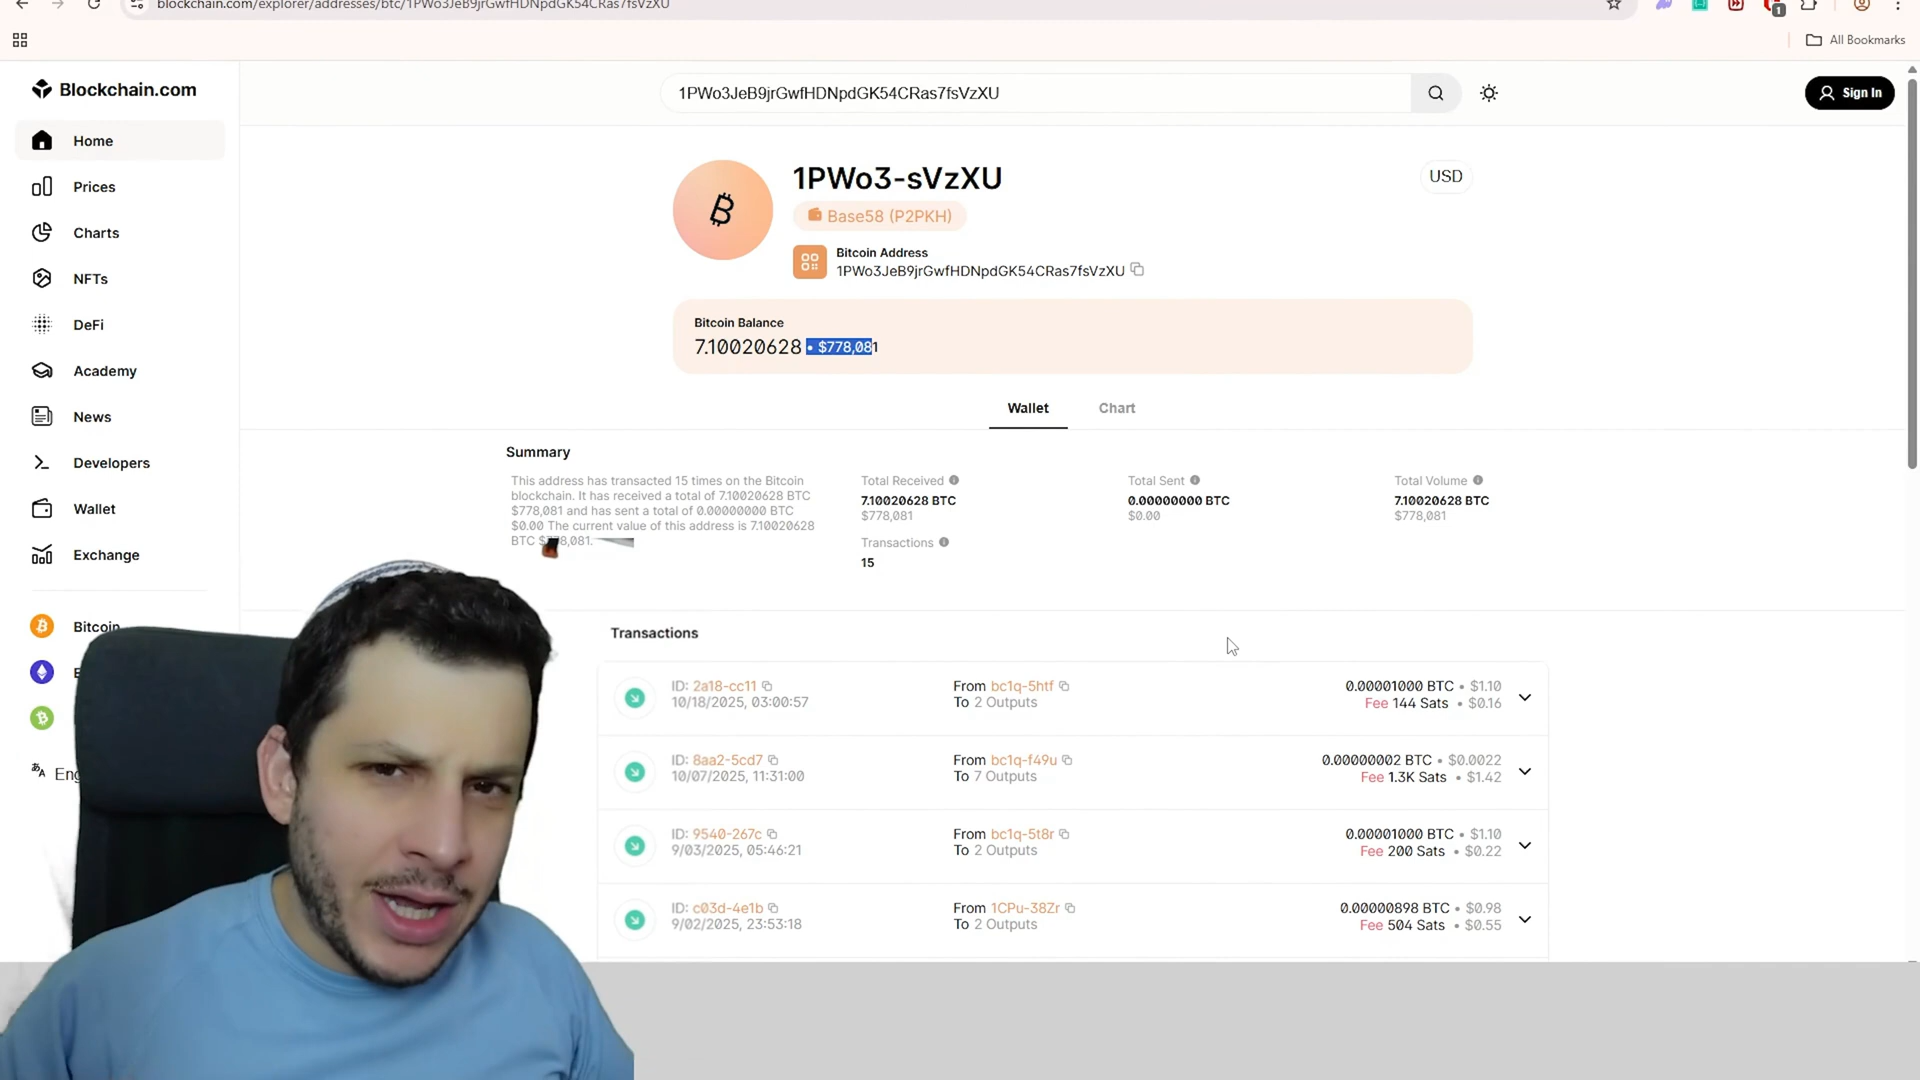 blockchain.com/explorer/addresses/btc/1PWo3JeB9jrGwfHDNpdGK54CRas7fsVzXU
1
All Bookmarks
Blockchain.com
1PWo3JeB9jrGwfHDNpdGK54CRas7fsVzXU
Sign In
Home
Prices
Charts
NFTs
DeFi
Academy
News
Developers
Wallet
Exchange
Bitcoin
E
Eng
1PWo3-sVzXU
USD
Base58 (P2PKH)
Bitcoin Address
1PWo3JeB9jrGwfHDNpdGK54CRas7fsVzXU
Bitcoin Balance
7.10020628 • $778,081
Wallet
Chart
Summary
This address has transacted 15 times on the Bitcoin
blockchain. It has received a total of 7.10020628 BTC
$778,081 and has sent a total of 0.00000000 BTC
$0.00 The current value of this address is 7.10020628
BTC $778,081.
Total Received
7.10020628 BTC
$778,081
Total Sent
0.00000000 BTC
$0.00
Total Volume
7.10020628 BTC
$778,081
Transactions
15
Transactions
ID: 2a18-cc11
10/18/2025, 03:00:57
From bc1q-5htf
To 2 Outputs
0.00001000 BTC • $1.10
Fee 144 Sats • $0.16
ID: 8aa2-5cd7
10/07/2025, 11:31:00
From bc1q-f49u
To 7 Outputs
0.00000002 BTC • $0.0022
Fee 1.3K Sats • $1.42
ID: 9540-267c
9/03/2025, 05:46:21
From bc1q-5t8r
To 2 Outputs
0.00001000 BTC • $1.10
Fee 200 Sats • $0.22
ID: c03d-4e1b
9/02/2025, 23:53:18
From 1CPu-38Zr
To 2 Outputs
0.00000898 BTC • $0.98
Fee 504 Sats • $0.55